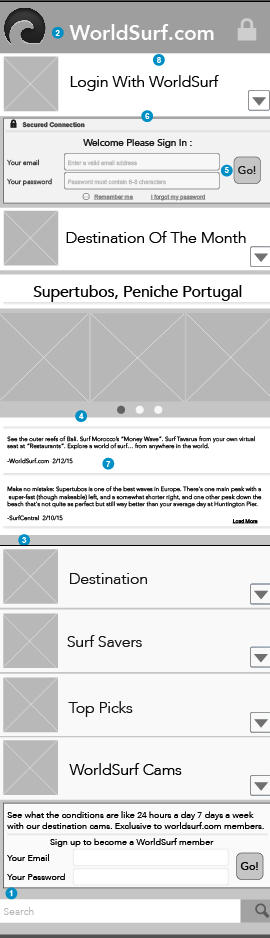 2 WorldSurf.com
8
Login With WorldSurf
6
Secured Connection
Welcome Please Sign In :
Your email Enter a valid email address
5 Go!
Your password Password must contain 6-8 characters
Remember me I forgot my password
Destination Of The Month
Supertubos, Peniche Portugal
4
See the outer reefs of Bali. Surf Morocco's "Money Wave". Surf Tavarua from your own virtual
seat at "Restaurants". Explore a world of surf... from anywhere in the world.
-WorldSurf.com 2/12/15
7
Make no mistake: Supertubos is one of the best waves in Europe. There's one main peak with a
super-fast (though makeable) left, and a somewhat shorter right, and one other peak down the
beach that's not quite as perfect but still way better than your average day at Huntington Pier.
-SurfCentral 2/10/15
Load More
3
Destination
Surf Savers
Top Picks
WorldSurf Cams
See what the conditions are like 24 hours a day 7 days a week
with our destination cams. Exclusive to worldsurf.com members.
Sign up to become a WorldSurf member
Your Email
Go!
Your Password
1
Search